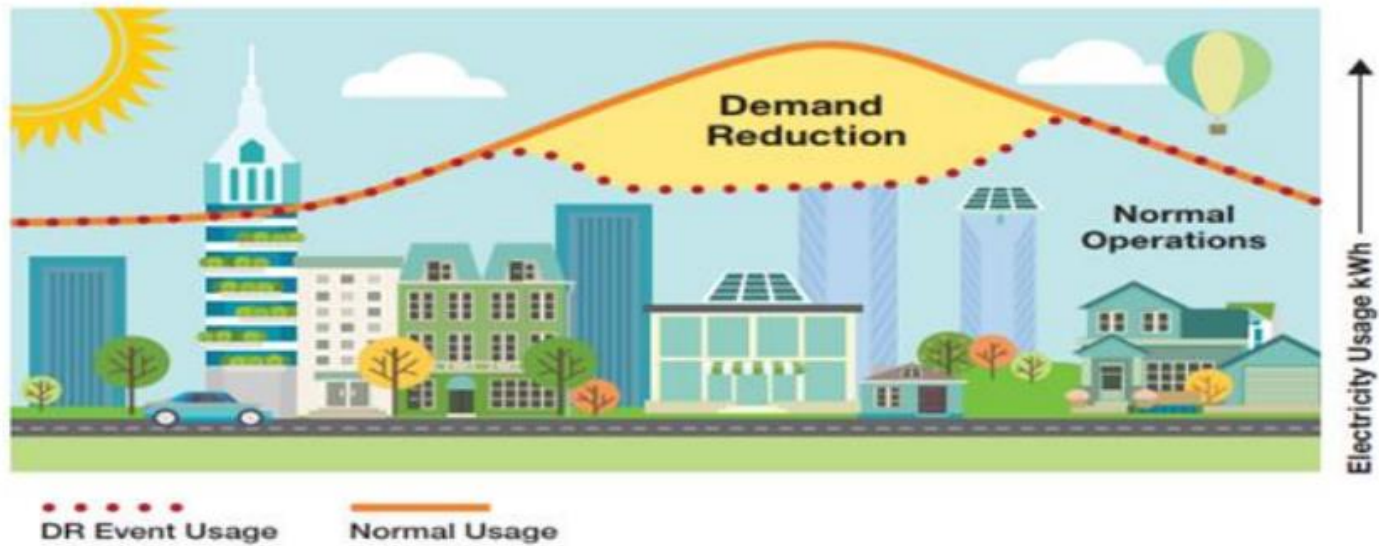 Demand
Reduction
Normal
Operations
Electricity Usage kWh
DR Event Usage
Normal Usage